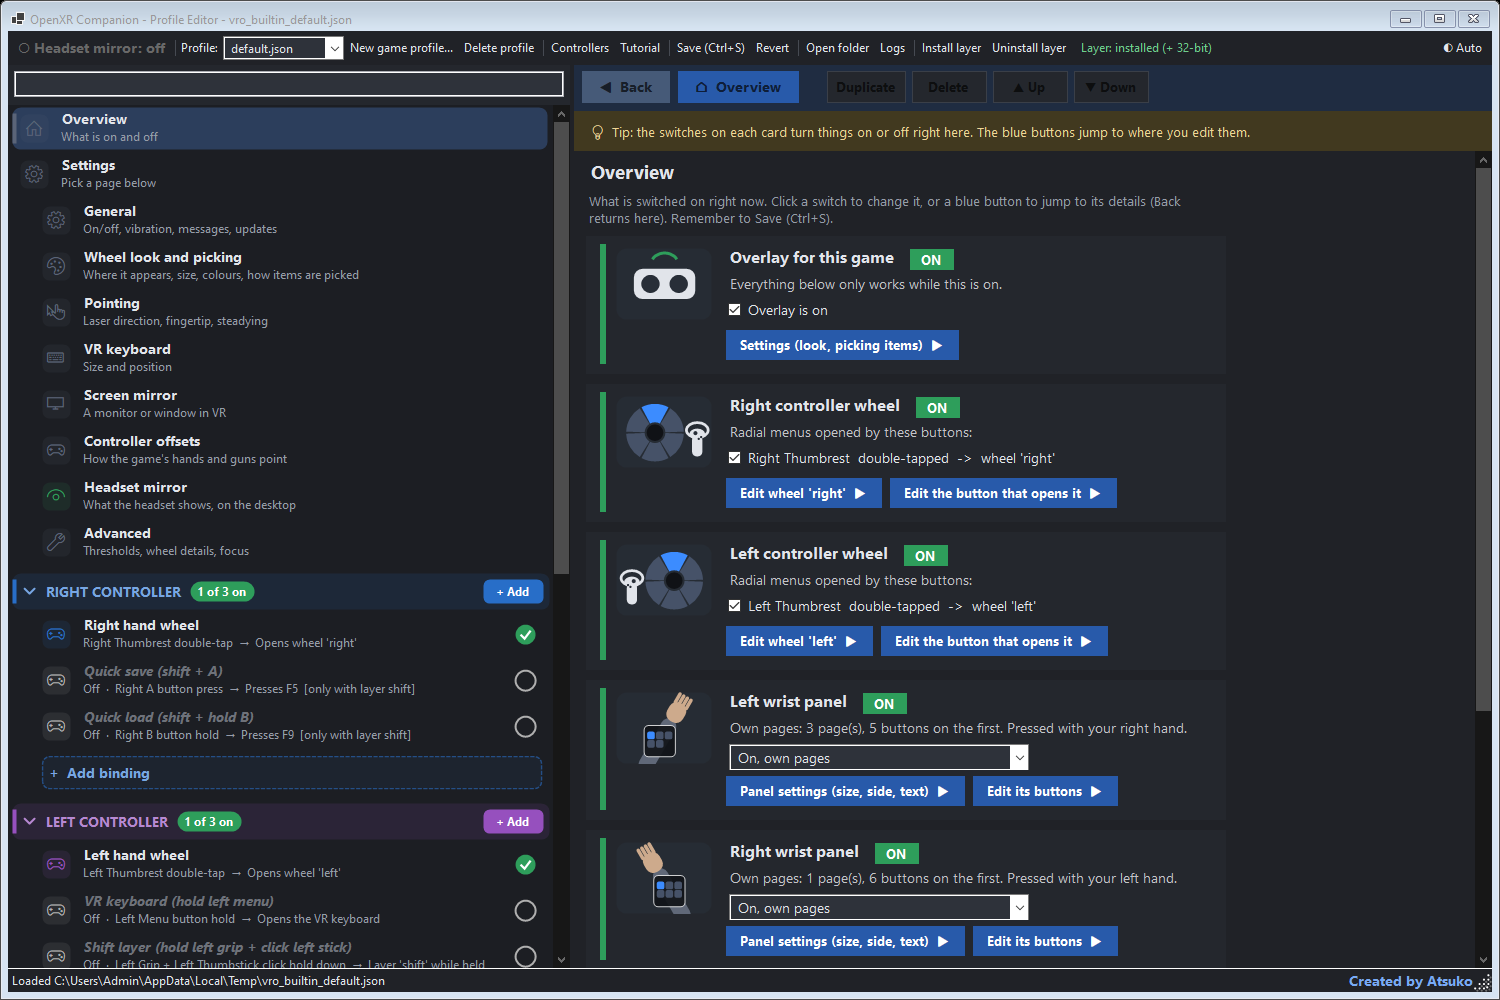 OpenXR Companion - Profile Editor - vro_builtin_default.json
Headset mirror: off
Profile:
default.json
New game profile...
Delete profile
Controllers
Tutorial
Save (Ctrl+S)
Revert
Open folder
Logs
Install layer
Uninstall layer
Layer: installed (+ 32-bit)
Auto
Overview
What is on and off
Settings
Pick a page below
General
On/off, vibration, messages, updates
Wheel look and picking
Where it appears, size, colours, how items are picked
Pointing
Laser direction, fingertip, steadying
VR keyboard
Size and position
Screen mirror
A monitor or window in VR
Controller offsets
How the game's hands and guns point
Headset mirror
What the headset shows, on the desktop
Advanced
Thresholds, wheel details, focus
RIGHT CONTROLLER
1 of 3 on
+ Add
Right hand wheel
Right Thumbrest double-tap → Opens wheel 'right'
Quick save (shift + A)
Off · Right A button press → Presses F5 [only with layer shift]
Quick load (shift + hold B)
Off · Right B button hold → Presses F9 [only with layer shift]
+ Add binding
LEFT CONTROLLER
1 of 3 on
+ Add
Left hand wheel
Left Thumbrest double-tap → Opens wheel 'left'
VR keyboard (hold left menu)
Off · Left Menu button hold → Opens the VR keyboard
Shift layer (hold left grip + click left stick)
Off · Left Grip + Left Thumbstick click hold down → Layer 'shift' while held
◀ Back
Overview
Duplicate
Delete
▲ Up
▼ Down
Tip: the switches on each card turn things on or off right here. The blue buttons jump to where you edit them.
Overview
What is switched on right now. Click a switch to change it, or a blue button to jump to its details (Back
returns here). Remember to Save (Ctrl+S).
Overlay for this game
ON
Everything below only works while this is on.
Overlay is on
Settings (look, picking items) ▶
Right controller wheel
ON
Radial menus opened by these buttons:
Right Thumbrest double-tapped -> wheel 'right'
Edit wheel 'right' ▶
Edit the button that opens it ▶
Left controller wheel
ON
Radial menus opened by these buttons:
Left Thumbrest double-tapped -> wheel 'left'
Edit wheel 'left' ▶
Edit the button that opens it ▶
Left wrist panel
ON
Own pages: 3 page(s), 5 buttons on the first. Pressed with your right hand.
On, own pages
Panel settings (size, side, text) ▶
Edit its buttons ▶
Right wrist panel
ON
Own pages: 1 page(s), 6 buttons on the first. Pressed with your left hand.
On, own pages
Panel settings (size, side, text) ▶
Edit its buttons ▶
Loaded C:\Users\Admin\AppData\Local\Temp\vro_builtin_default.json
Created by Atsuko